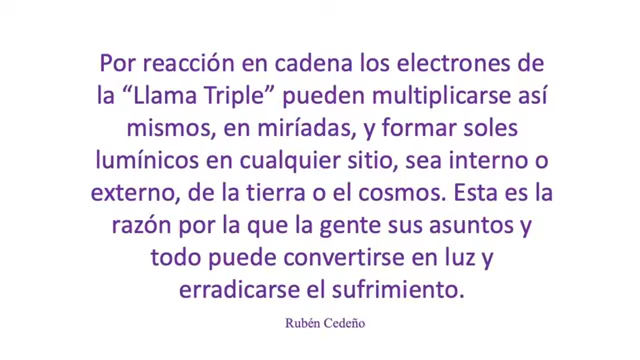 Por reacción en cadena los electrones de
la “Llama Triple” pueden multiplicarse así
mismos, en miríadas, y formar soles
lumínicos en cualquier sitio, sea interno o
externo, de la tierra o el cosmos. Esta es la
razón por la que la gente sus asuntos y
todo puede convertirse en luz y
erradicarse el sufrimiento.
Rubén Cedeño